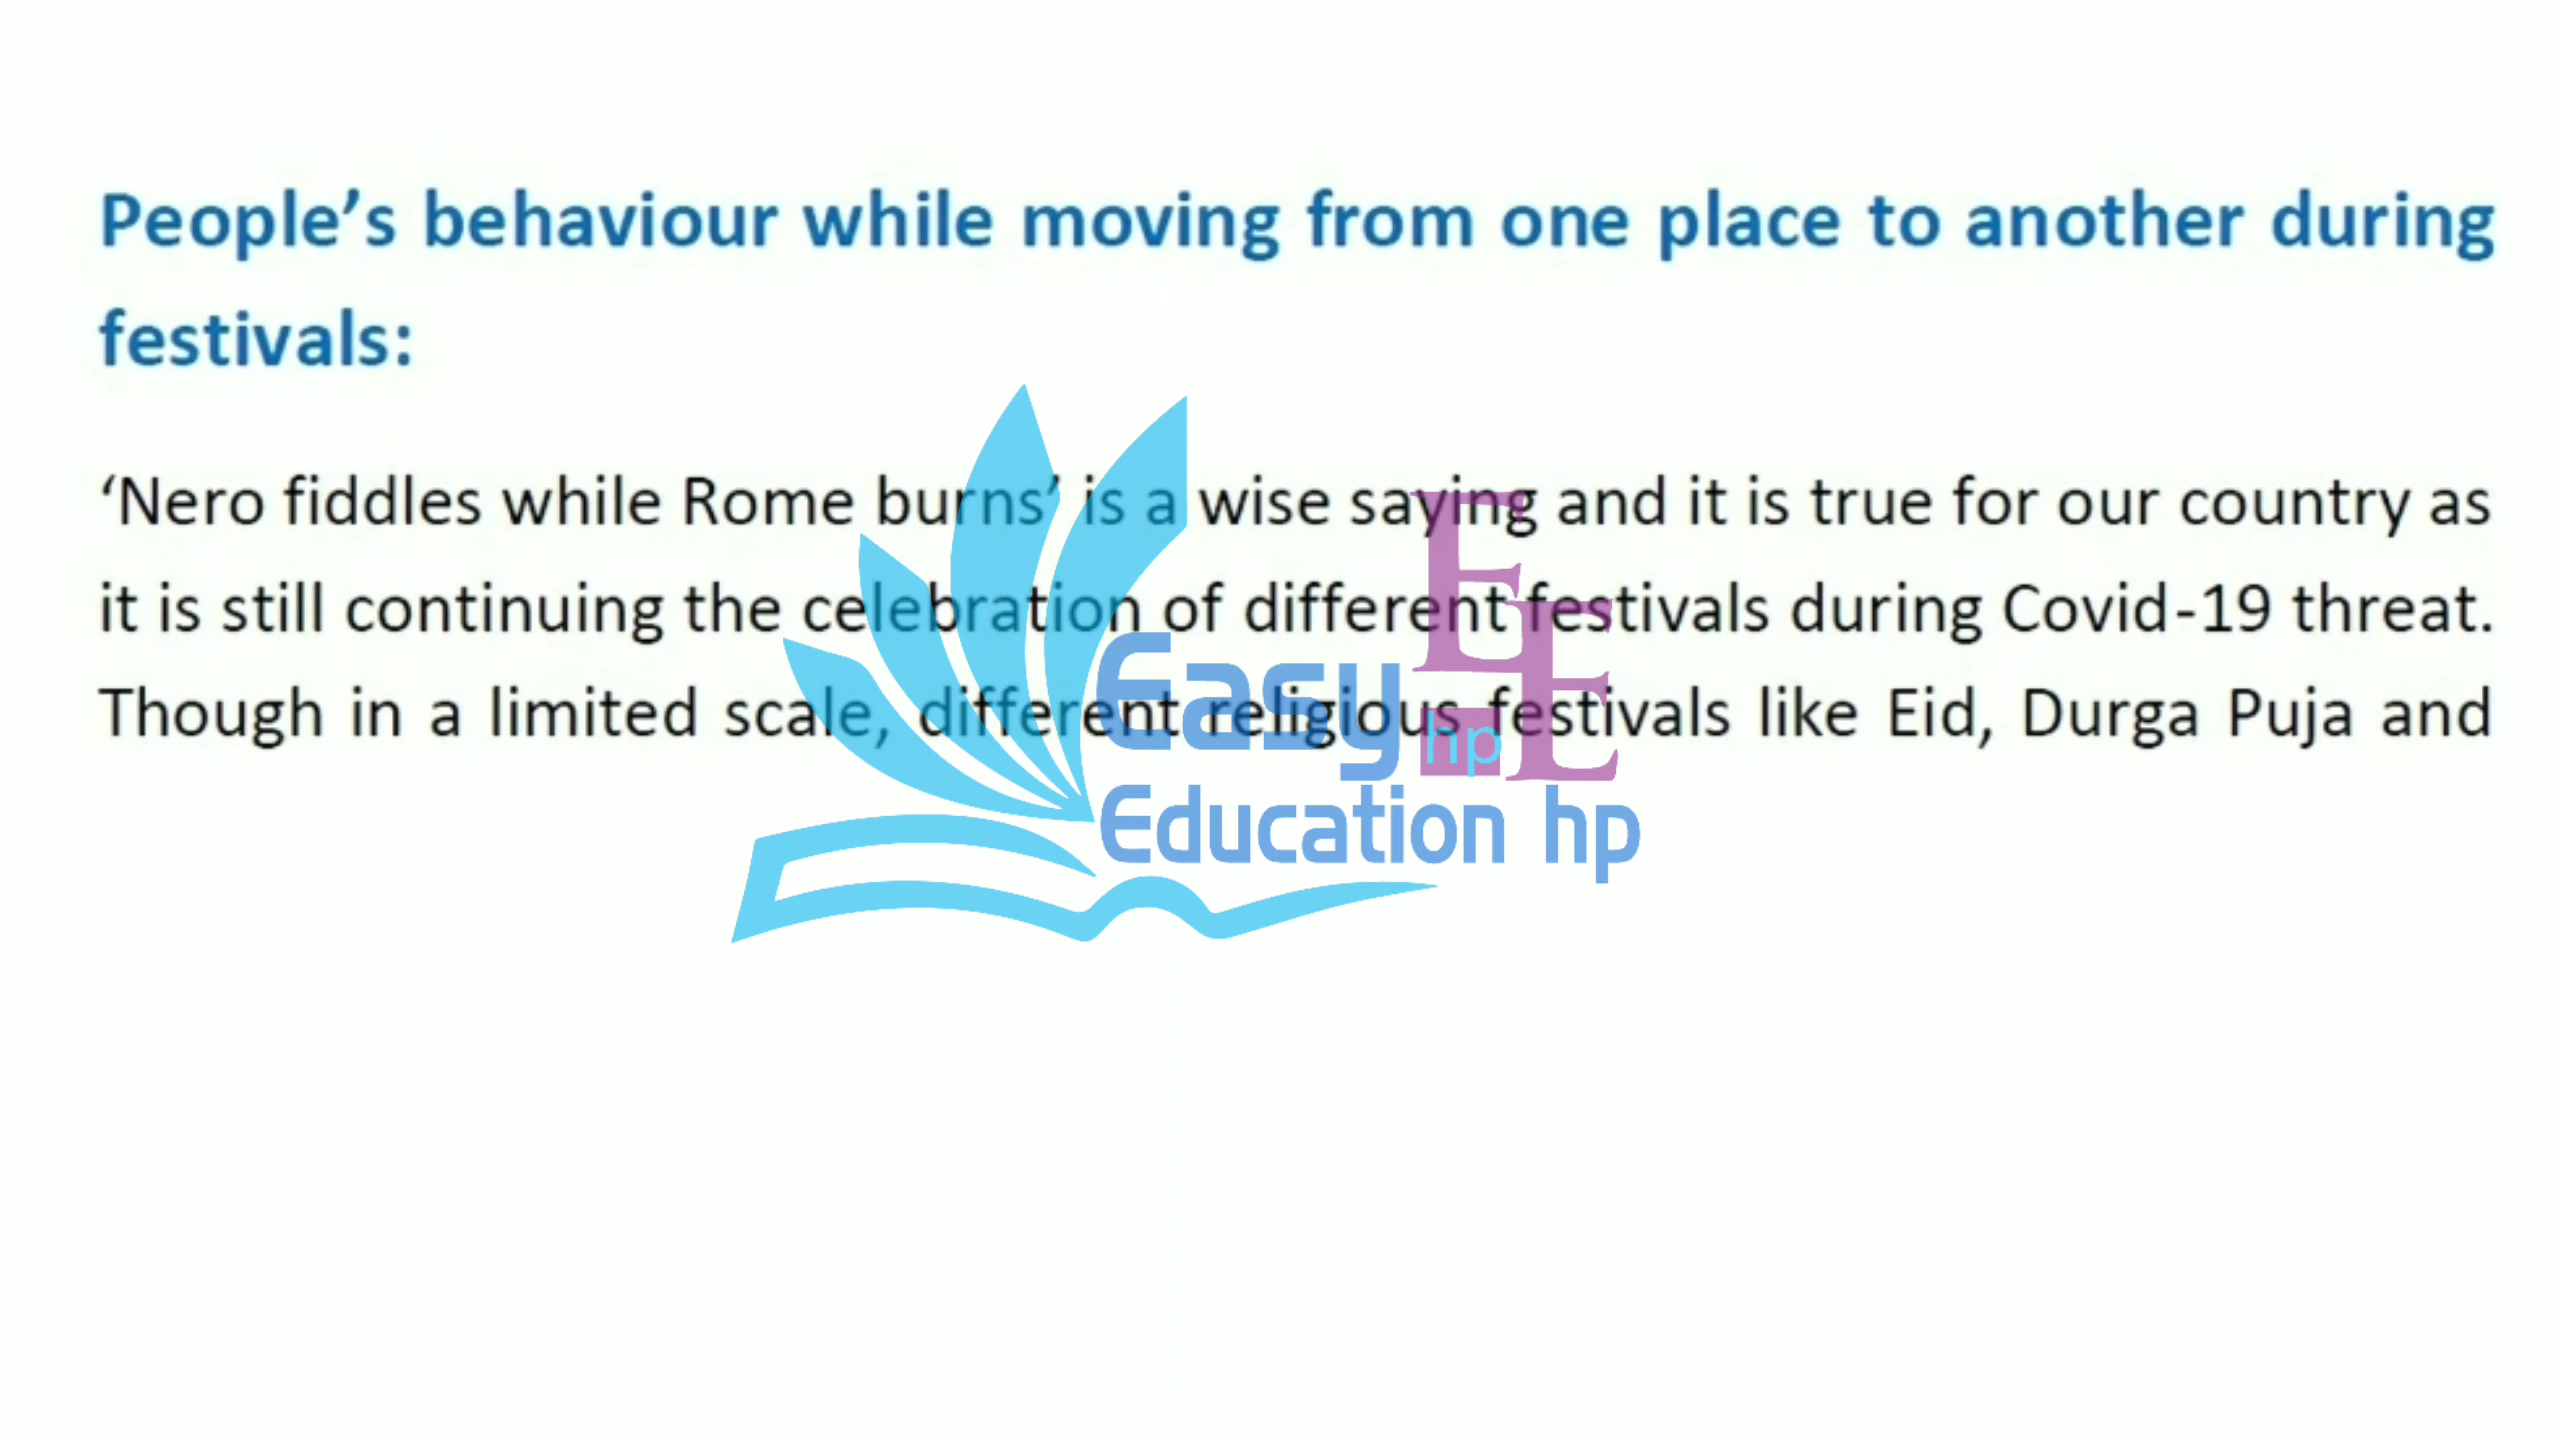 People’s behaviour while moving from one place to another during
festivals:
‘Nero fiddles while Rome burns’ is a wise saying and it is true for our country as
it is still continuing the celebration of different festivals during Covid-19 threat.
Though in a limited scale, different religious festivals like Eid, Durga Puja and
E
E
hp
Easy
Education hp